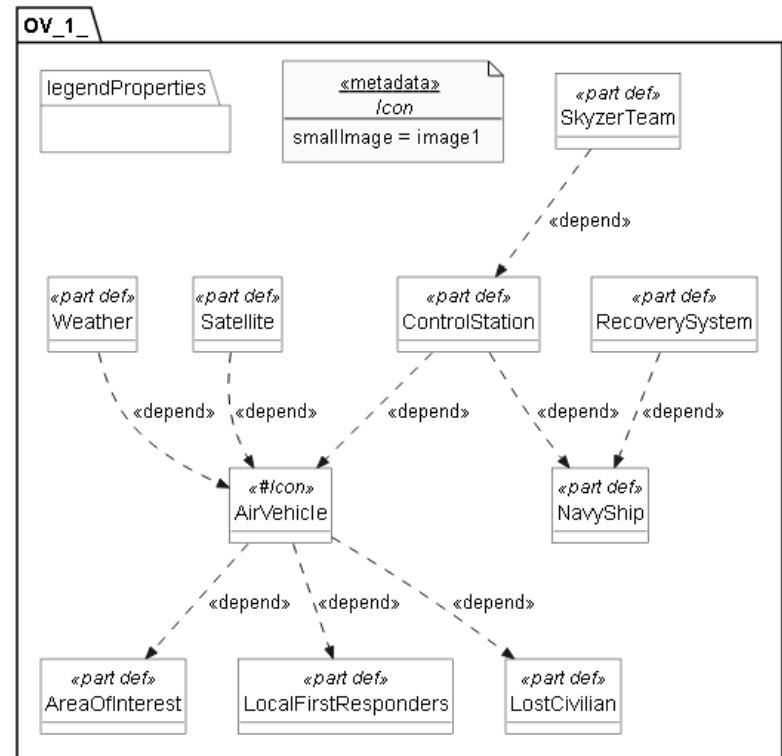 OV_1_
legendProperties
«metadata»
Icon
smallImage = image1
«part def»
SkyzerTeam
«depend»
«part def»
Weather
«part def»
Satellite
«part def»
ControlStation
«part def»
RecoverySystem
«depend»
«depend»
«depend»
«depend»
«depend»
«#Icon»
AirVehicle
«part def»
NavyShip
«depend»
«depend»
«depend»
«part def»
AreaOfInterest
«part def»
LocalFirstResponders
«part def»
LostCivilian